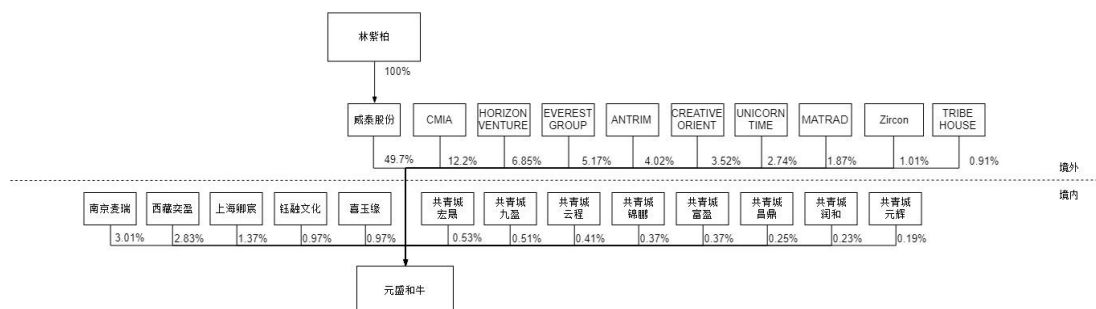 林紫柏
100%
威泰股份
CMIA
HORIZON
VENTURE
EVEREST
GROUP
ANTRIM
CREATIVE
ORIENT
UNICORN
TIME
MATRAD
Zircon
TRIBE
HOUSE
49.7%
12.2%
6.85%
5.17%
4.02%
3.52%
2.74%
1.87%
1.01%
0.91%
境外
境内
南京麦瑞
西藏奕盈
上海卿宸
钰融文化
喜玉缘
共青城
宏晟
共青城
九盈
共青城
云程
共青城
锦鹏
共青城
富盈
共青城
昌鼎
共青城
润和
共青城
元辉
3.01%
2.83%
1.37%
0.97%
0.97%
0.53%
0.51%
0.41%
0.37%
0.37%
0.25%
0.23%
0.19%
元盛和牛